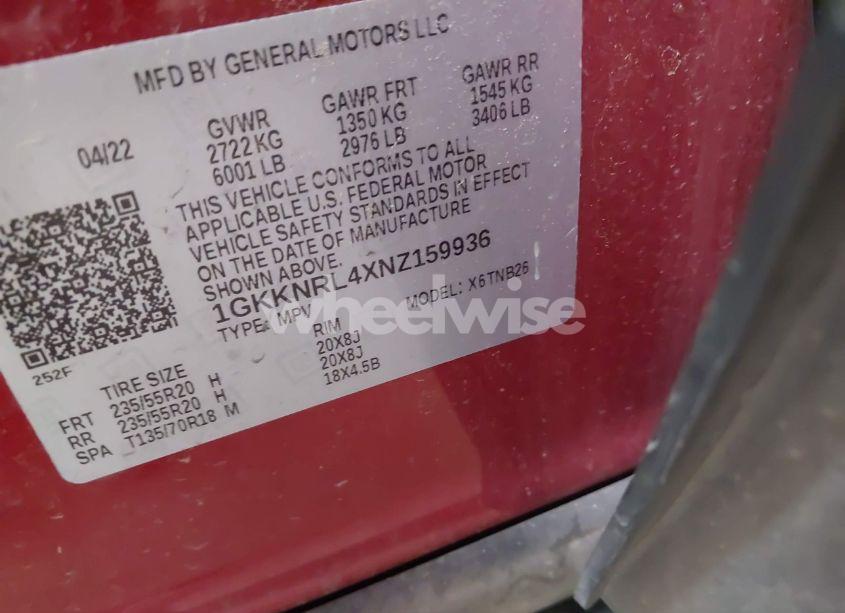 MFD BY GENERAL MOTORS LLC
04/22
GVWR
2722 KG
6001 LB
GAWR FRT
1350 KG
2976 LB
GAWR RR
1545 KG
3406 LB
THIS VEHICLE CONFORMS TO ALL
APPLICABLE U.S. FEDERAL MOTOR
VEHICLE SAFETY STANDARDS IN EFFECT
ON THE DATE OF MANUFACTURE
SHOWN ABOVE.
1GKKNRL4XNZ159936
TYPE: MPV MODEL: X6TNB26
252F
TIRE SIZE RIM
FRT 235/55R20 H 20X8J
RR 235/55R20 H 20X8J
SPA T135/70R18 M 18X4.5B
wheelwise